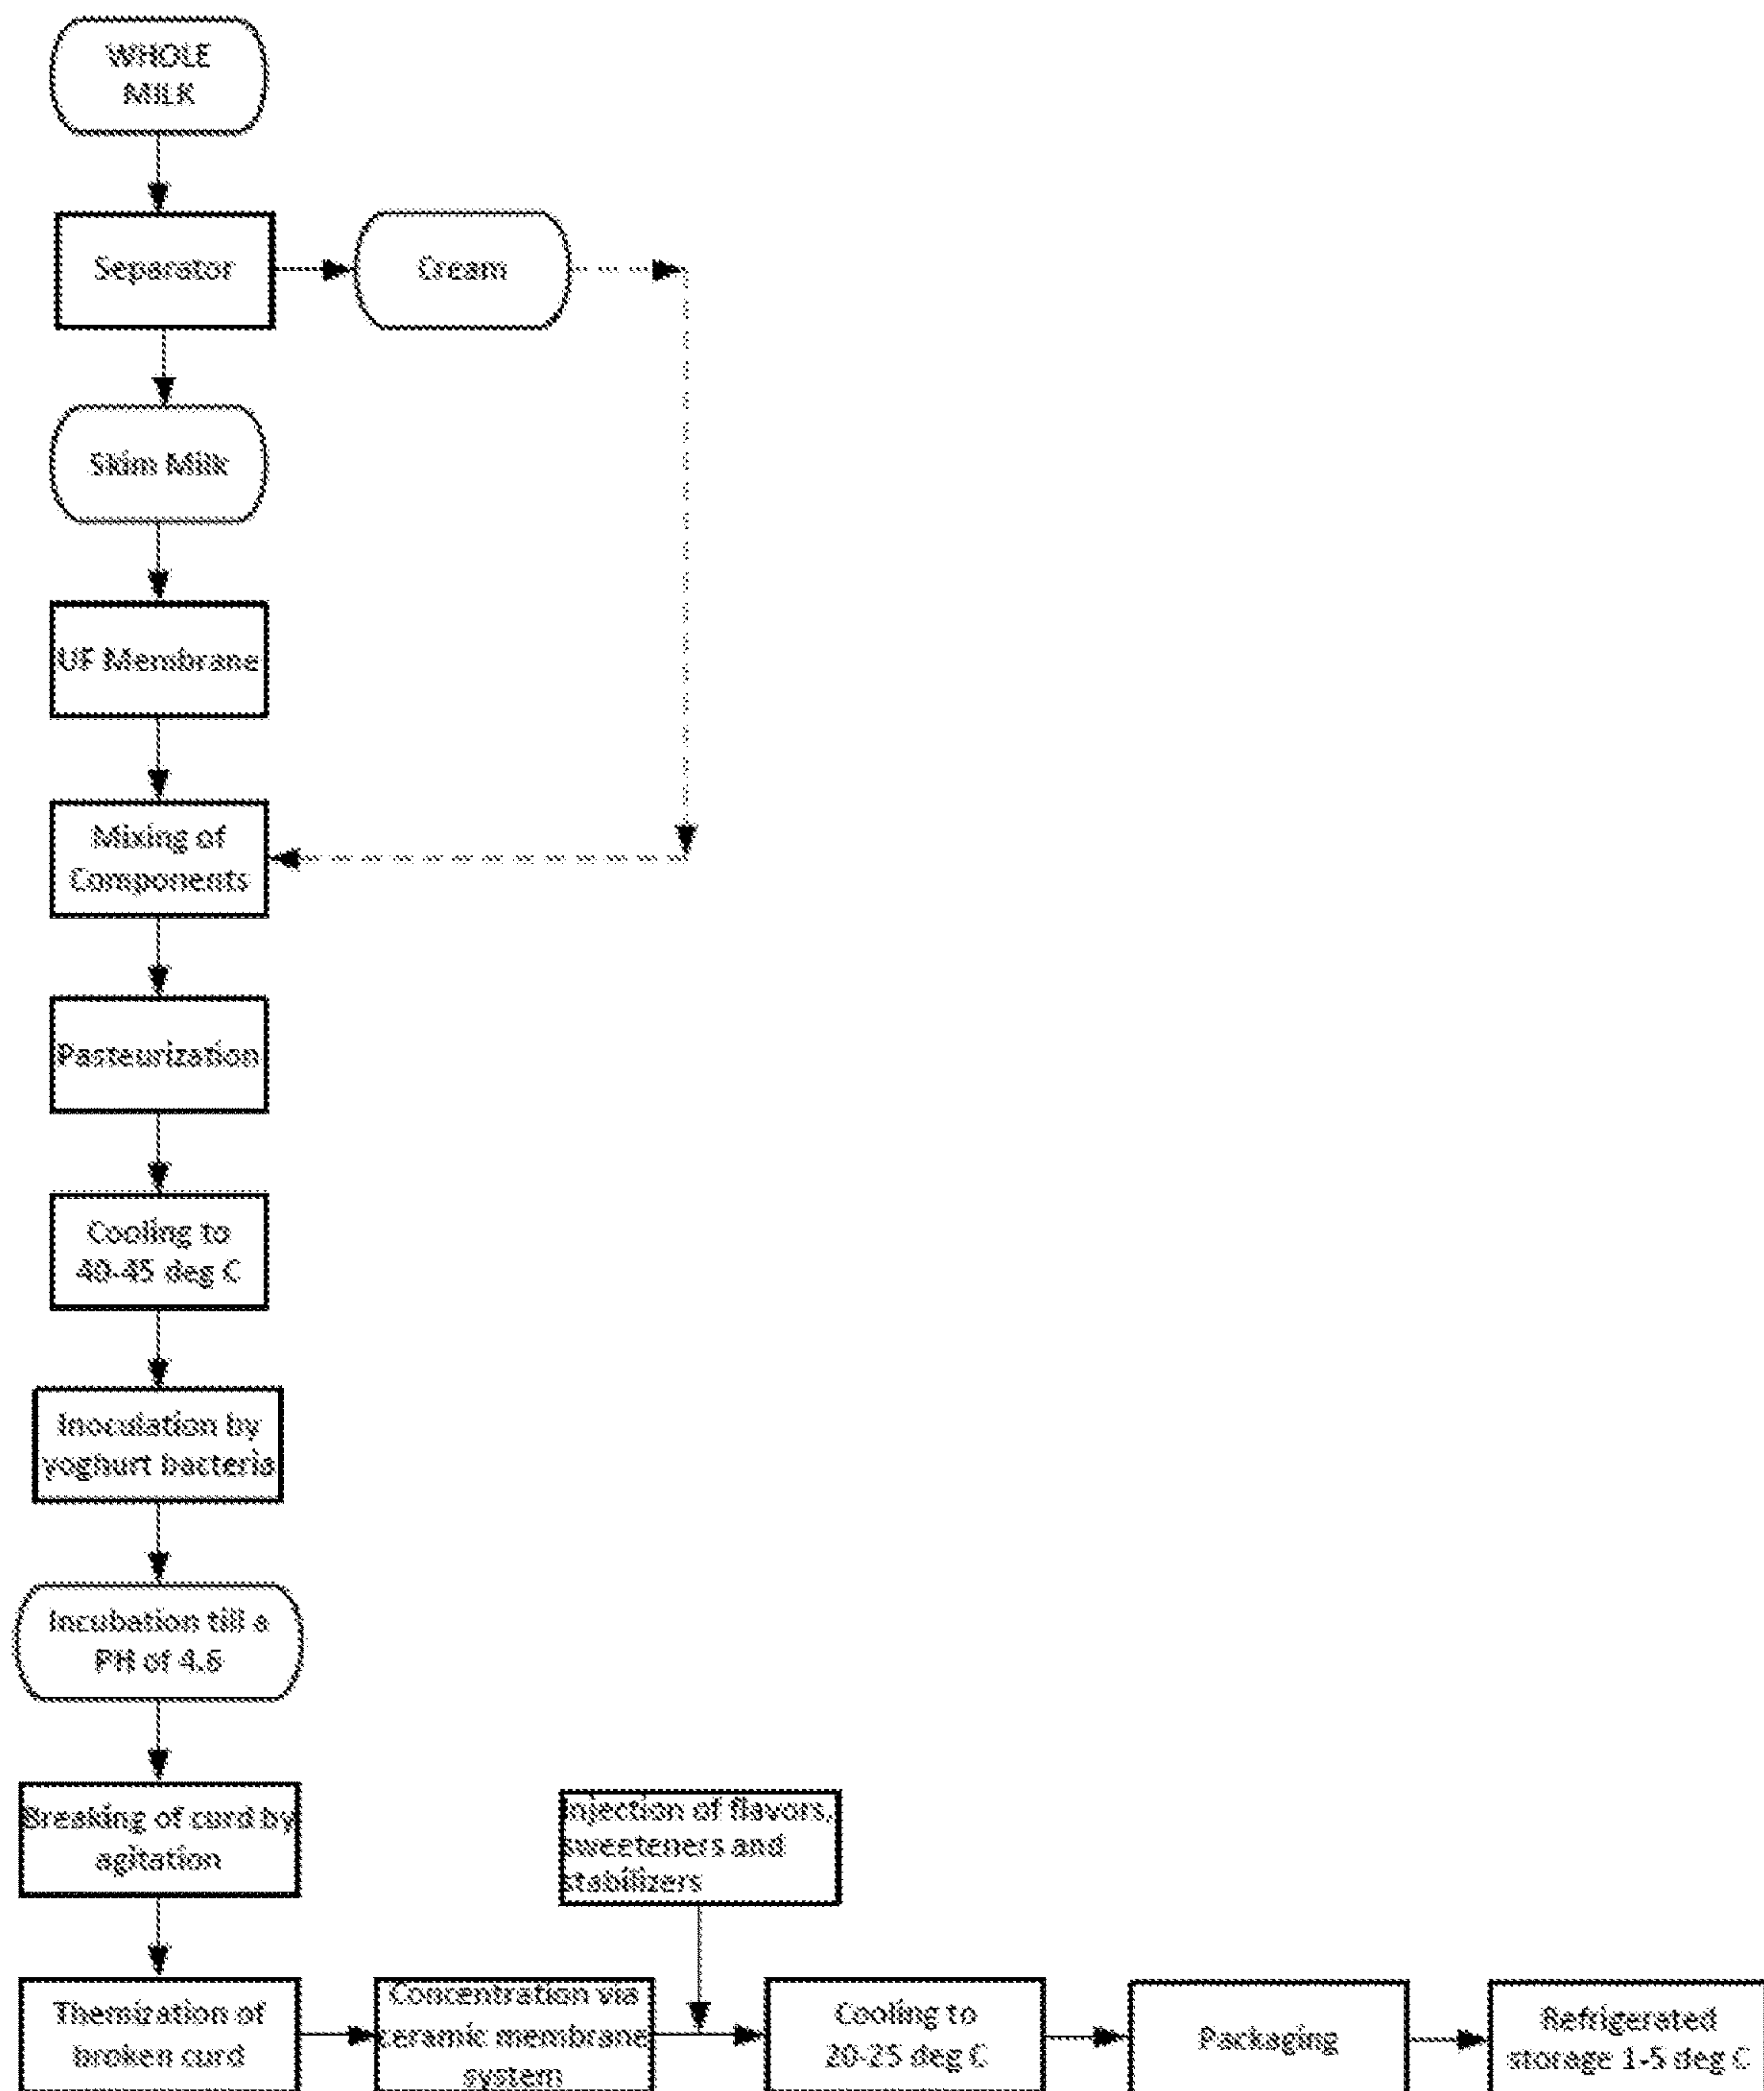 WHOLE
MILK
Separator
Cream
Skim Milk
UF Membrane
Mixing of
Components
Pasteurization
Cooling to
40-45 deg C
Inoculation by
yoghurt bacteria
Incubation till a
PH of 4.6
Breaking of curd by
agitation
Injection of flavors,
sweeteners and
stabilizers
Themization of
broken curd
Concentration via
ceramic membrane
system
Cooling to
20-25 deg C
Packaging
Refrigerated
storage 1-5 deg C